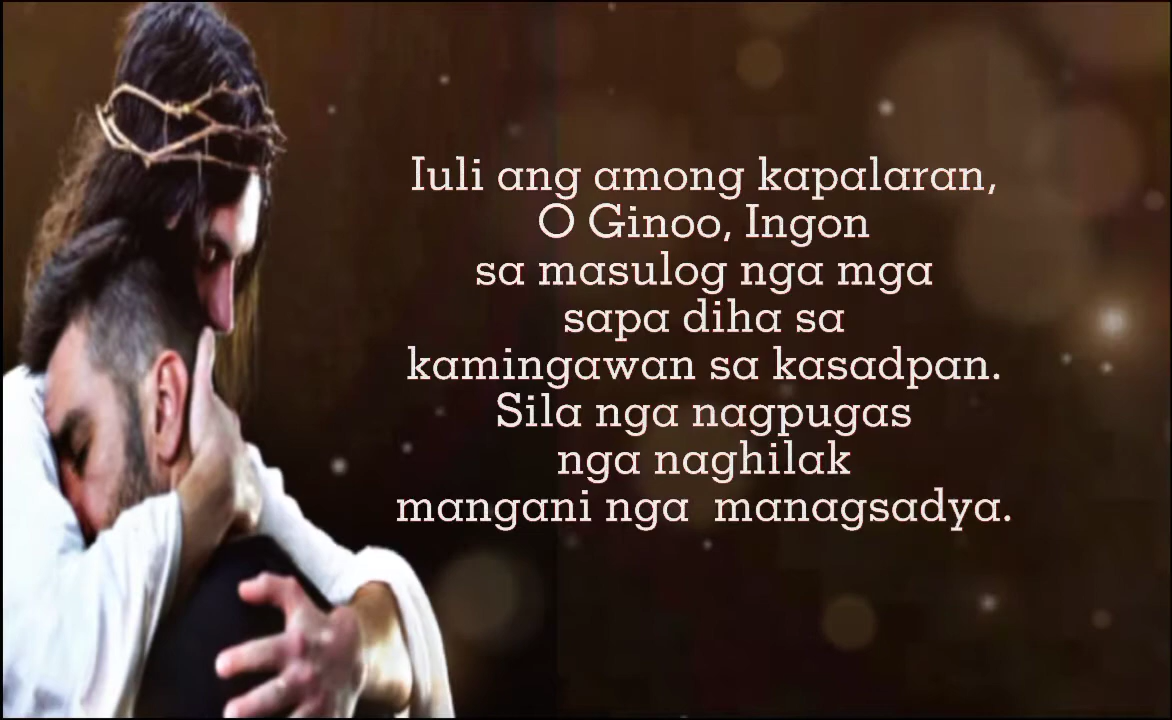 Iuli ang among kapalaran,
O Ginoo, Ingon
sa masulog nga mga
sapa diha sa
kamingawan sa kasadpan.
Sila nga nagpugas
nga naghilak
mangani nga  managsadya.